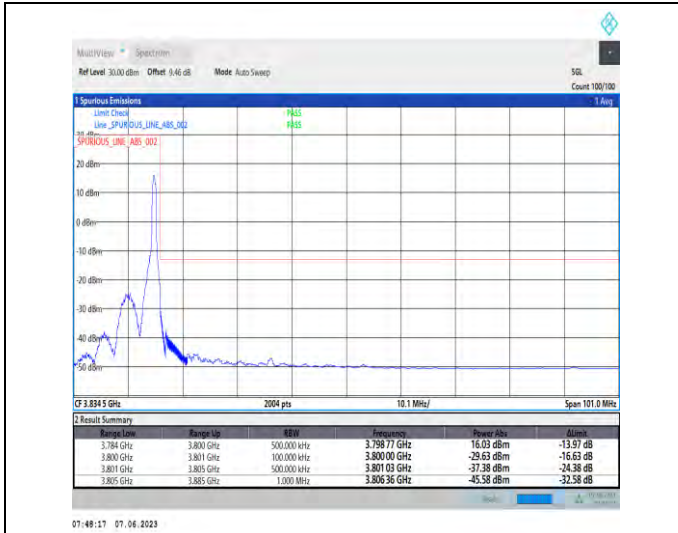 MultiView Spectrum
Ref Level 30.00 dBm Offset 9.46 dB Mode Auto Sweep SGL
Count 100/100
1 Spurious Emissions 1 Avg
Limit Check PASS
Line _SPURIOUS_LINE_ABS_002 PASS
_SPURIOUS_LINE_ABS_002
20 dBm
10 dBm
0 dBm
-10 dBm
-20 dBm
-30 dBm
-40 dBm
-50 dBm
CF 3.834 5 GHz 2004 pts 10.1 MHz/ Span 101.0 MHz
2 Result Summary
Range Low Range Up RBW Frequency Power Abs ΔLimit
3.784 GHz 3.800 GHz 500.000 kHz 3.798 77 GHz 16.03 dBm -13.97 dB
3.800 GHz 3.801 GHz 100.000 kHz 3.800 00 GHz -29.63 dBm -16.63 dB
3.801 GHz 3.805 GHz 500.000 kHz 3.801 03 GHz -37.38 dBm -24.38 dB
3.805 GHz 3.885 GHz 1.000 MHz 3.806 36 GHz -45.58 dBm -32.58 dB
07:48:17 07.06.2023